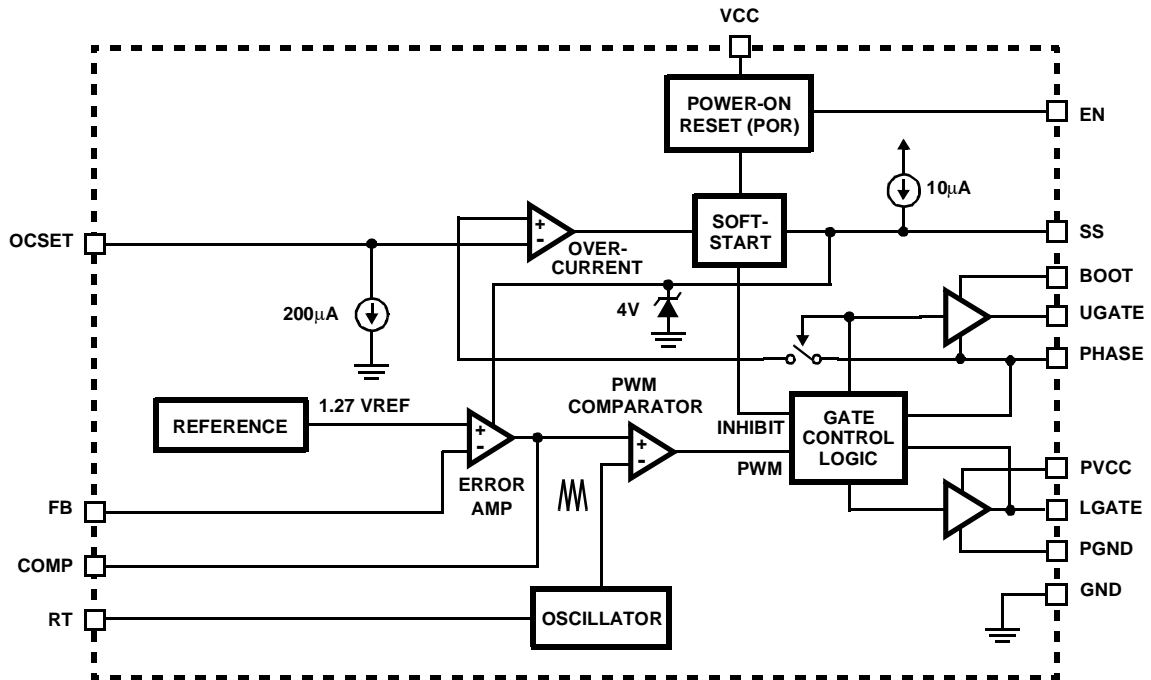 VCC
POWER-ON
RESET (POR)
EN
10µA
OCSET
+
-
OVER-
CURRENT
SOFT-
START
SS
BOOT
200µA
4V
UGATE
PHASE
PWM
COMPARATOR
1.27 VREF
REFERENCE
+
-
ERROR
AMP
+
-
INHIBIT
PWM
GATE
CONTROL
LOGIC
PVCC
FB
LGATE
COMP
PGND
GND
RT
OSCILLATOR